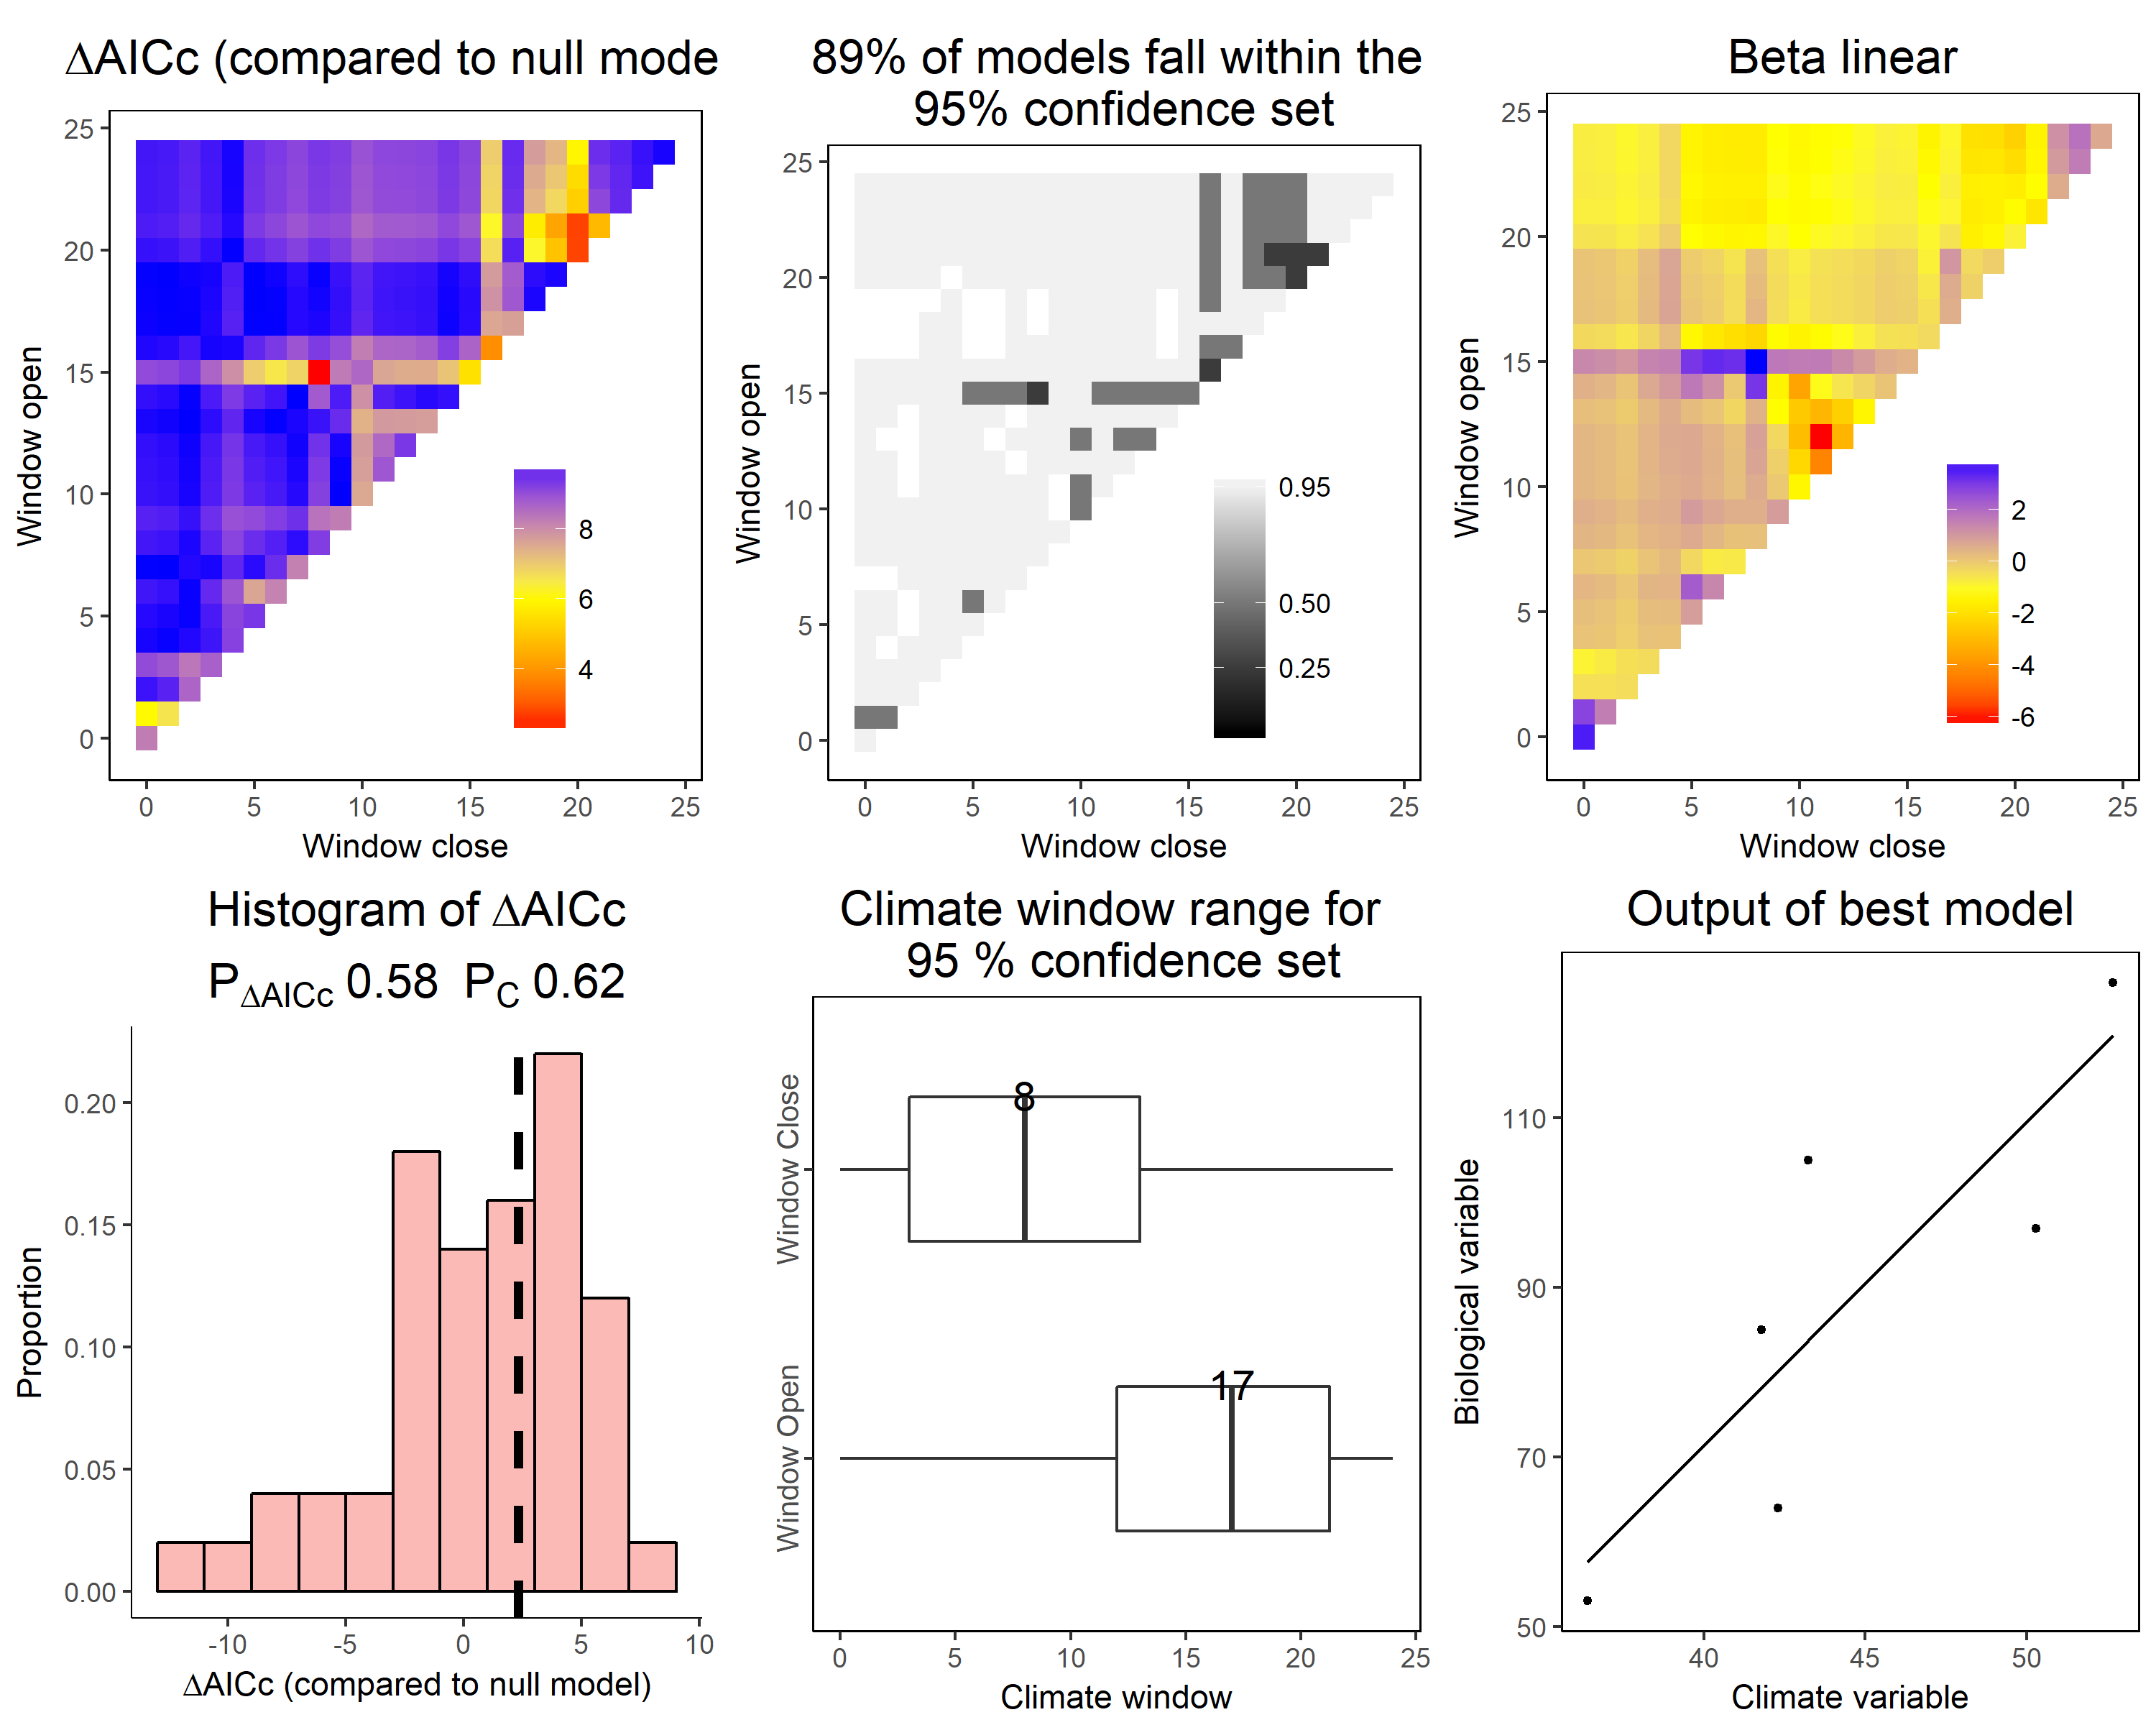 ΔAICc (compared to null mode
25
20
15
10
5
0
Window open
8
6
4
0 5 10 15 20 25
Window close
89% of models fall within the
95% confidence set
25
20
15
10
5
0
Window open
0.95
0.50
0.25
0 5 10 15 20 25
Window close
Beta linear
25
20
15
10
5
0
Window open
2
0
-2
-4
-6
0 5 10 15 20 25
Window close
Histogram of ΔAICc
PΔAICc 0.58 PC 0.62
0.20
0.15
0.10
0.05
0.00
Proportion
-10 -5 0 5 10
ΔAICc (compared to null model)
Climate window range for
95 % confidence set
Window Close
8
Window Open
17
0 5 10 15 20 25
Climate window
Output of best model
110
90
70
50
Biological variable
40 45 50
Climate variable